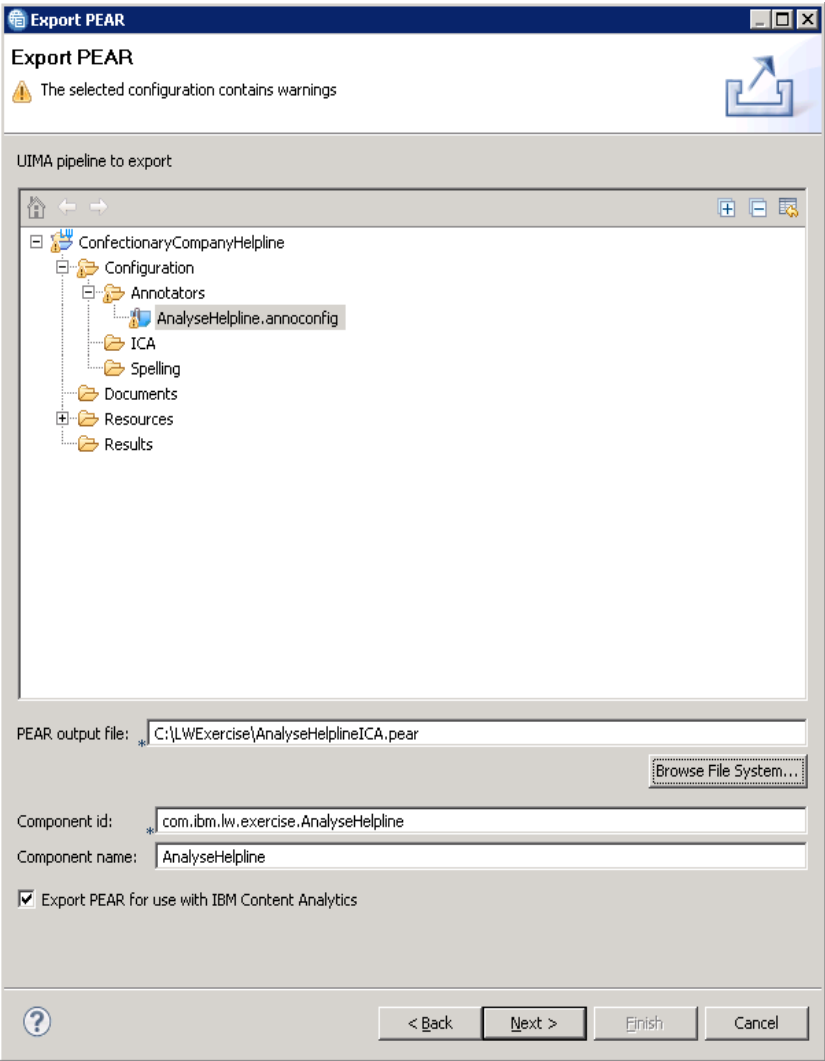 Export PEAR
Export PEAR
The selected configuration contains warnings
UIMA pipeline to export
ConfectionaryCompanyHelpline
Configuration
Annotators
AnalyseHelpline.annoconfig
ICA
Spelling
Documents
Resources
Results
PEAR output file: * C:\LWExercise\AnalyseHelplineICA.pear
Browse File System...
Component id: * com.ibm.lw.exercise.AnalyseHelpline
Component name: AnalyseHelpline
Export PEAR for use with IBM Content Analytics
? < Back Next > Finish Cancel